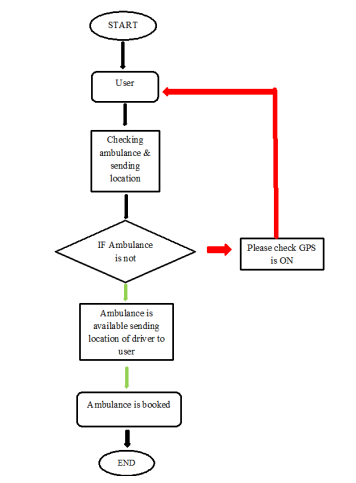 START
User
Checking
ambulance &
sending
location
IF Ambulance
is not
Please check GPS
is ON
Ambulance is
available sending
location of driver to
user
Ambulance is booked
END